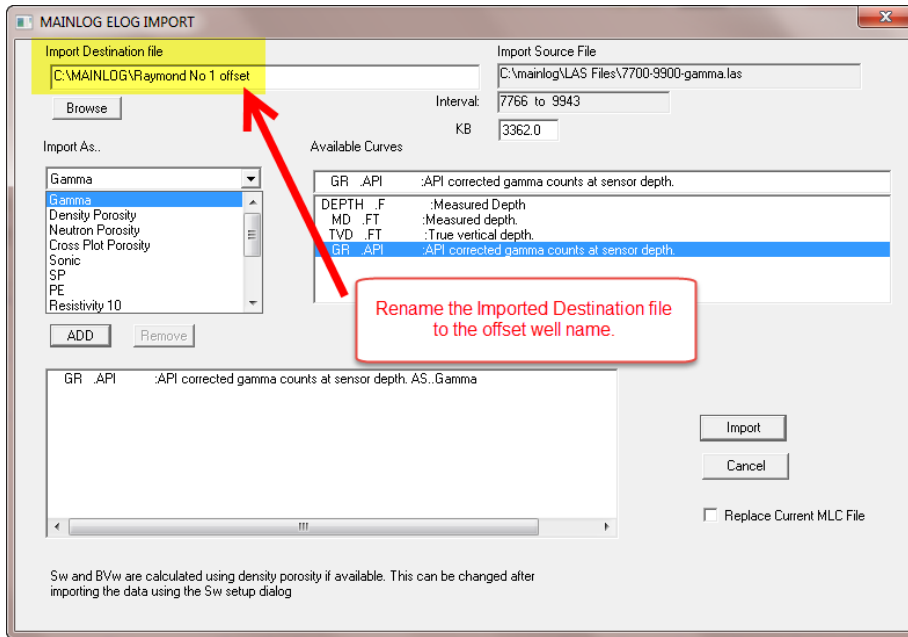 MAINLOG ELOG IMPORT
Import Destination file
Import Source File
C:\MAINLOG\Raymond No 1 offset
C:\mainlog\LAS Files\7700-9900-gamma.las
Browse
Interval:
7766 to 9943
KB
3362.0
Import As..
Available Curves
Gamma
GR .API :API corrected gamma counts at sensor depth.
Gamma
Density Porosity
Neutron Porosity
Cross Plot Porosity
Sonic
SP
PE
Resistivity 10
DEPTH .F :Measured Depth
MD .FT :Measured depth.
TVD .FT :True vertical depth.
GR .API :API corrected gamma counts at sensor depth.
Rename the Imported Destination file
to the offset well name.
ADD
Remove
GR .API :API corrected gamma counts at sensor depth. AS..Gamma
Import
Cancel
Replace Current MLC File
Sw and BVw are calculated using density porosity if available. This can be changed after
importing the data using the Sw setup dialog